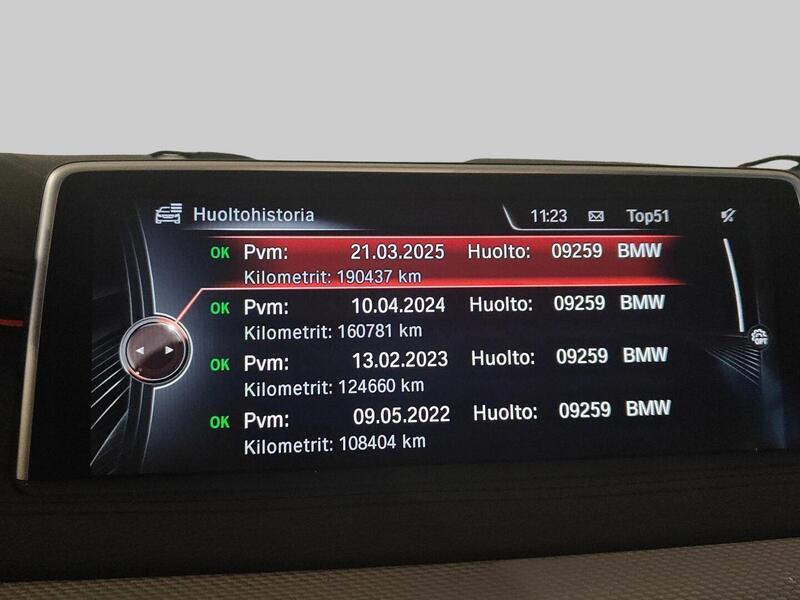 Huoltohistoria 11:23 Top51
OK Pvm: 21.03.2025 Huolto: 09259 BMW
Kilometrit: 190437 km
OK Pvm: 10.04.2024 Huolto: 09259 BMW
Kilometrit: 160781 km
OK Pvm: 13.02.2023 Huolto: 09259 BMW
Kilometrit: 124660 km
OK Pvm: 09.05.2022 Huolto: 09259 BMW
Kilometrit: 108404 km
OPT